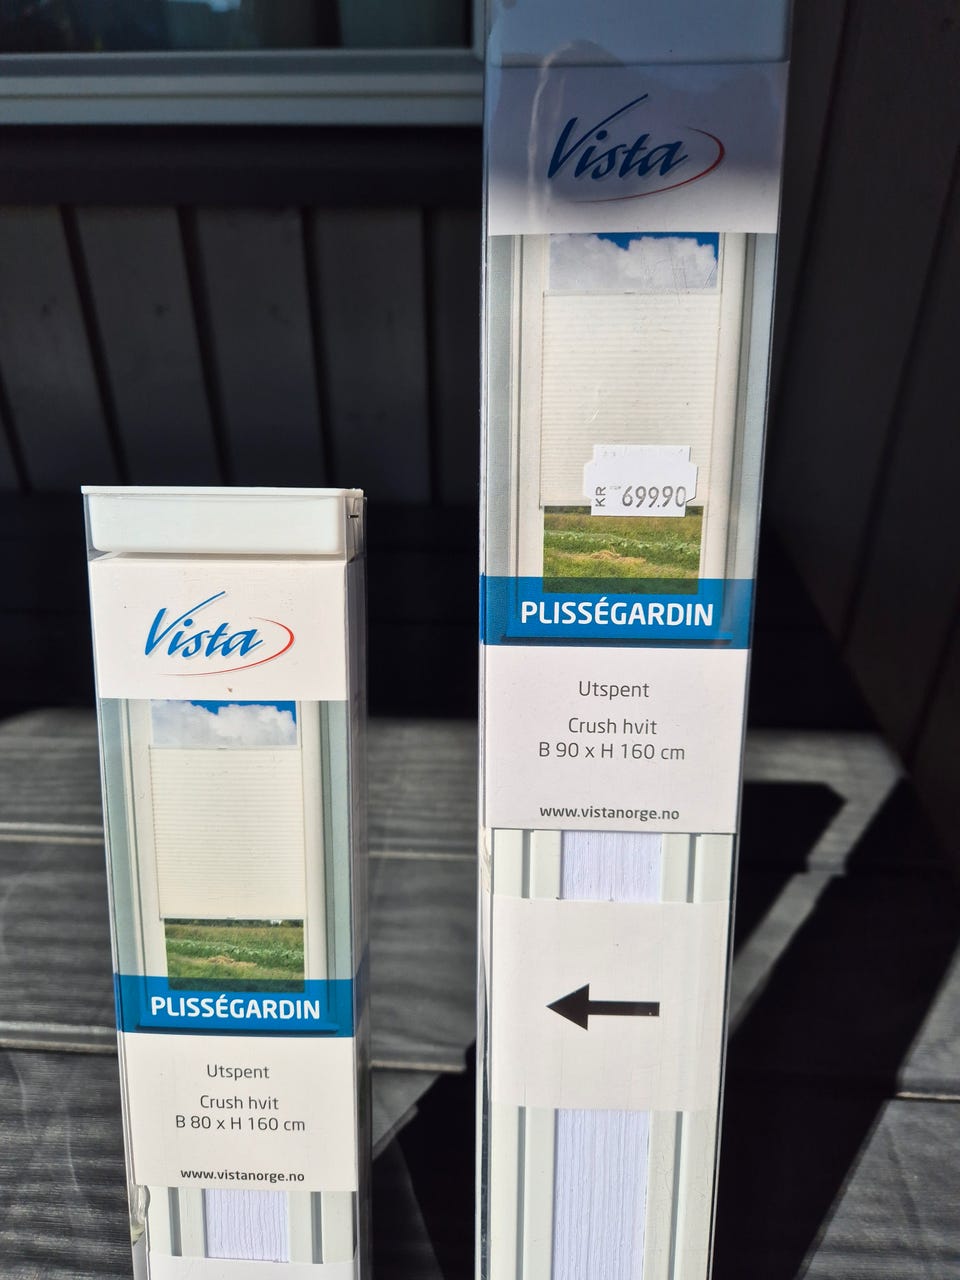 Vista
PLISSÉGARDIN
Utspent
Crush hvit
B 80 x H 160 cm
www.vistanorge.no
Vista
KR 699.90
PLISSÉGARDIN
Utspent
Crush hvit
B 90 x H 160 cm
www.vistanorge.no